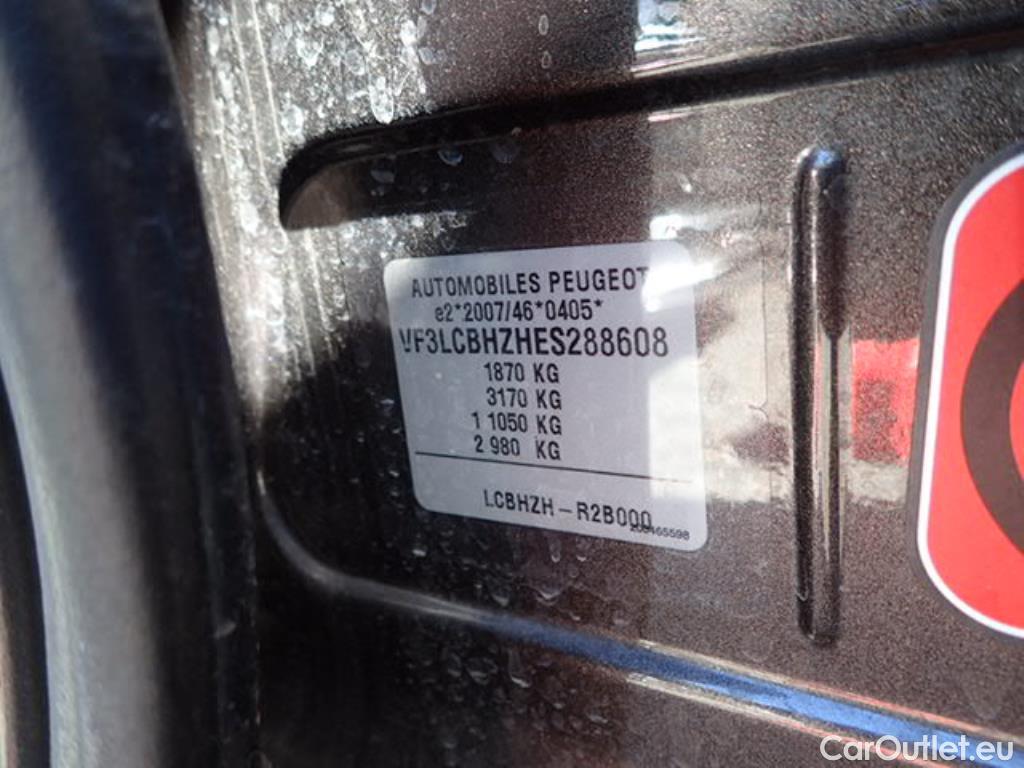 AUTOMOBILES PEUGEOT
e2*2007/46*0405*
VF3LCBHZHES288608
1870 KG
3170 KG
1 1050 KG
2 980 KG
LCBHZH - R2B000
CarOutlet.eu